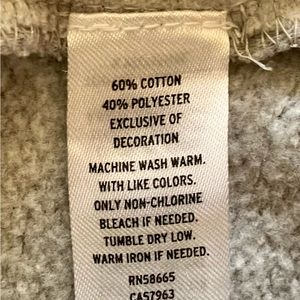 60% COTTON
40% POLYESTER
EXCLUSIVE OF
DECORATION
MACHINE WASH WARM.
WITH LIKE COLORS.
ONLY NON-CHLORINE
BLEACH IF NEEDED.
TUMBLE DRY LOW.
WARM IRON IF NEEDED.
RN58665
CA57963